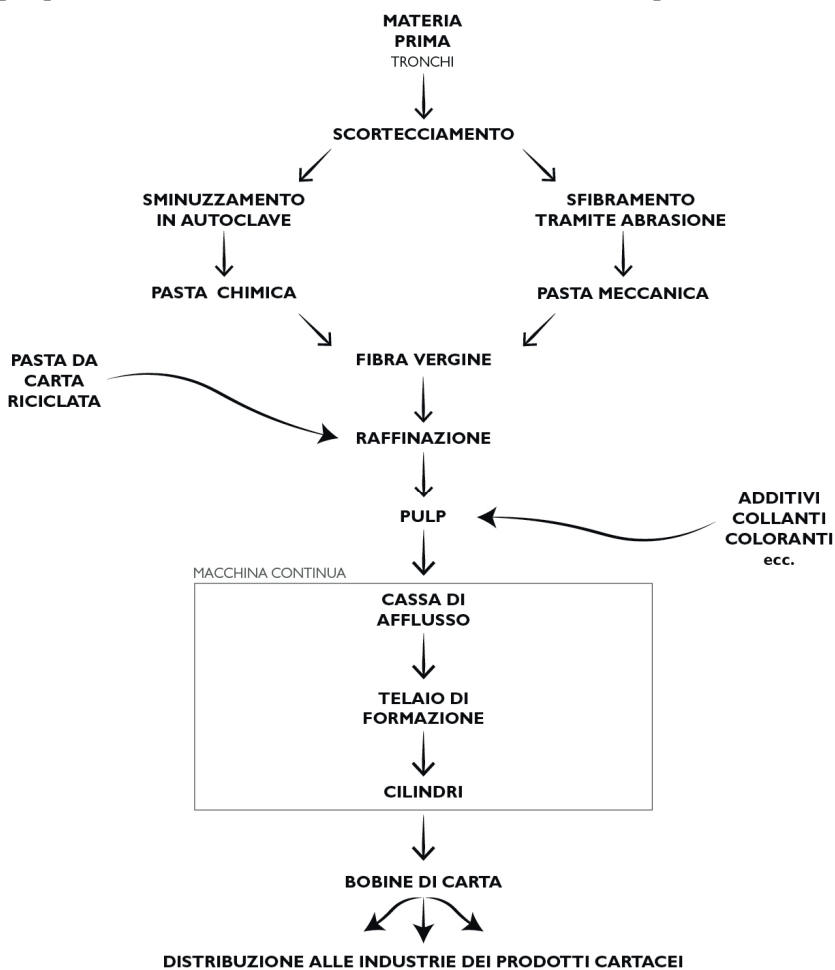 MATERIA
PRIMA
TRONCHI
SCORTECCIAMENTO
SMINUZZAMENTO
IN AUTOCLAVE
SFIBRAMENTO
TRAMITE ABRASIONE
PASTA CHIMICA
PASTA MECCANICA
FIBRA VERGINE
PASTA DA
CARTA
RICICLATA
RAFFINAZIONE
PULP
ADDITIVI
COLLANTI
COLORANTI
ecc.
MACCHINA CONTINUA
CASSA DI
AFFLUSSO
TELAIO DI
FORMAZIONE
CILINDRI
BOBINE DI CARTA
DISTRIBUZIONE ALLE INDUSTRIE DEI PRODOTTI CARTACEI